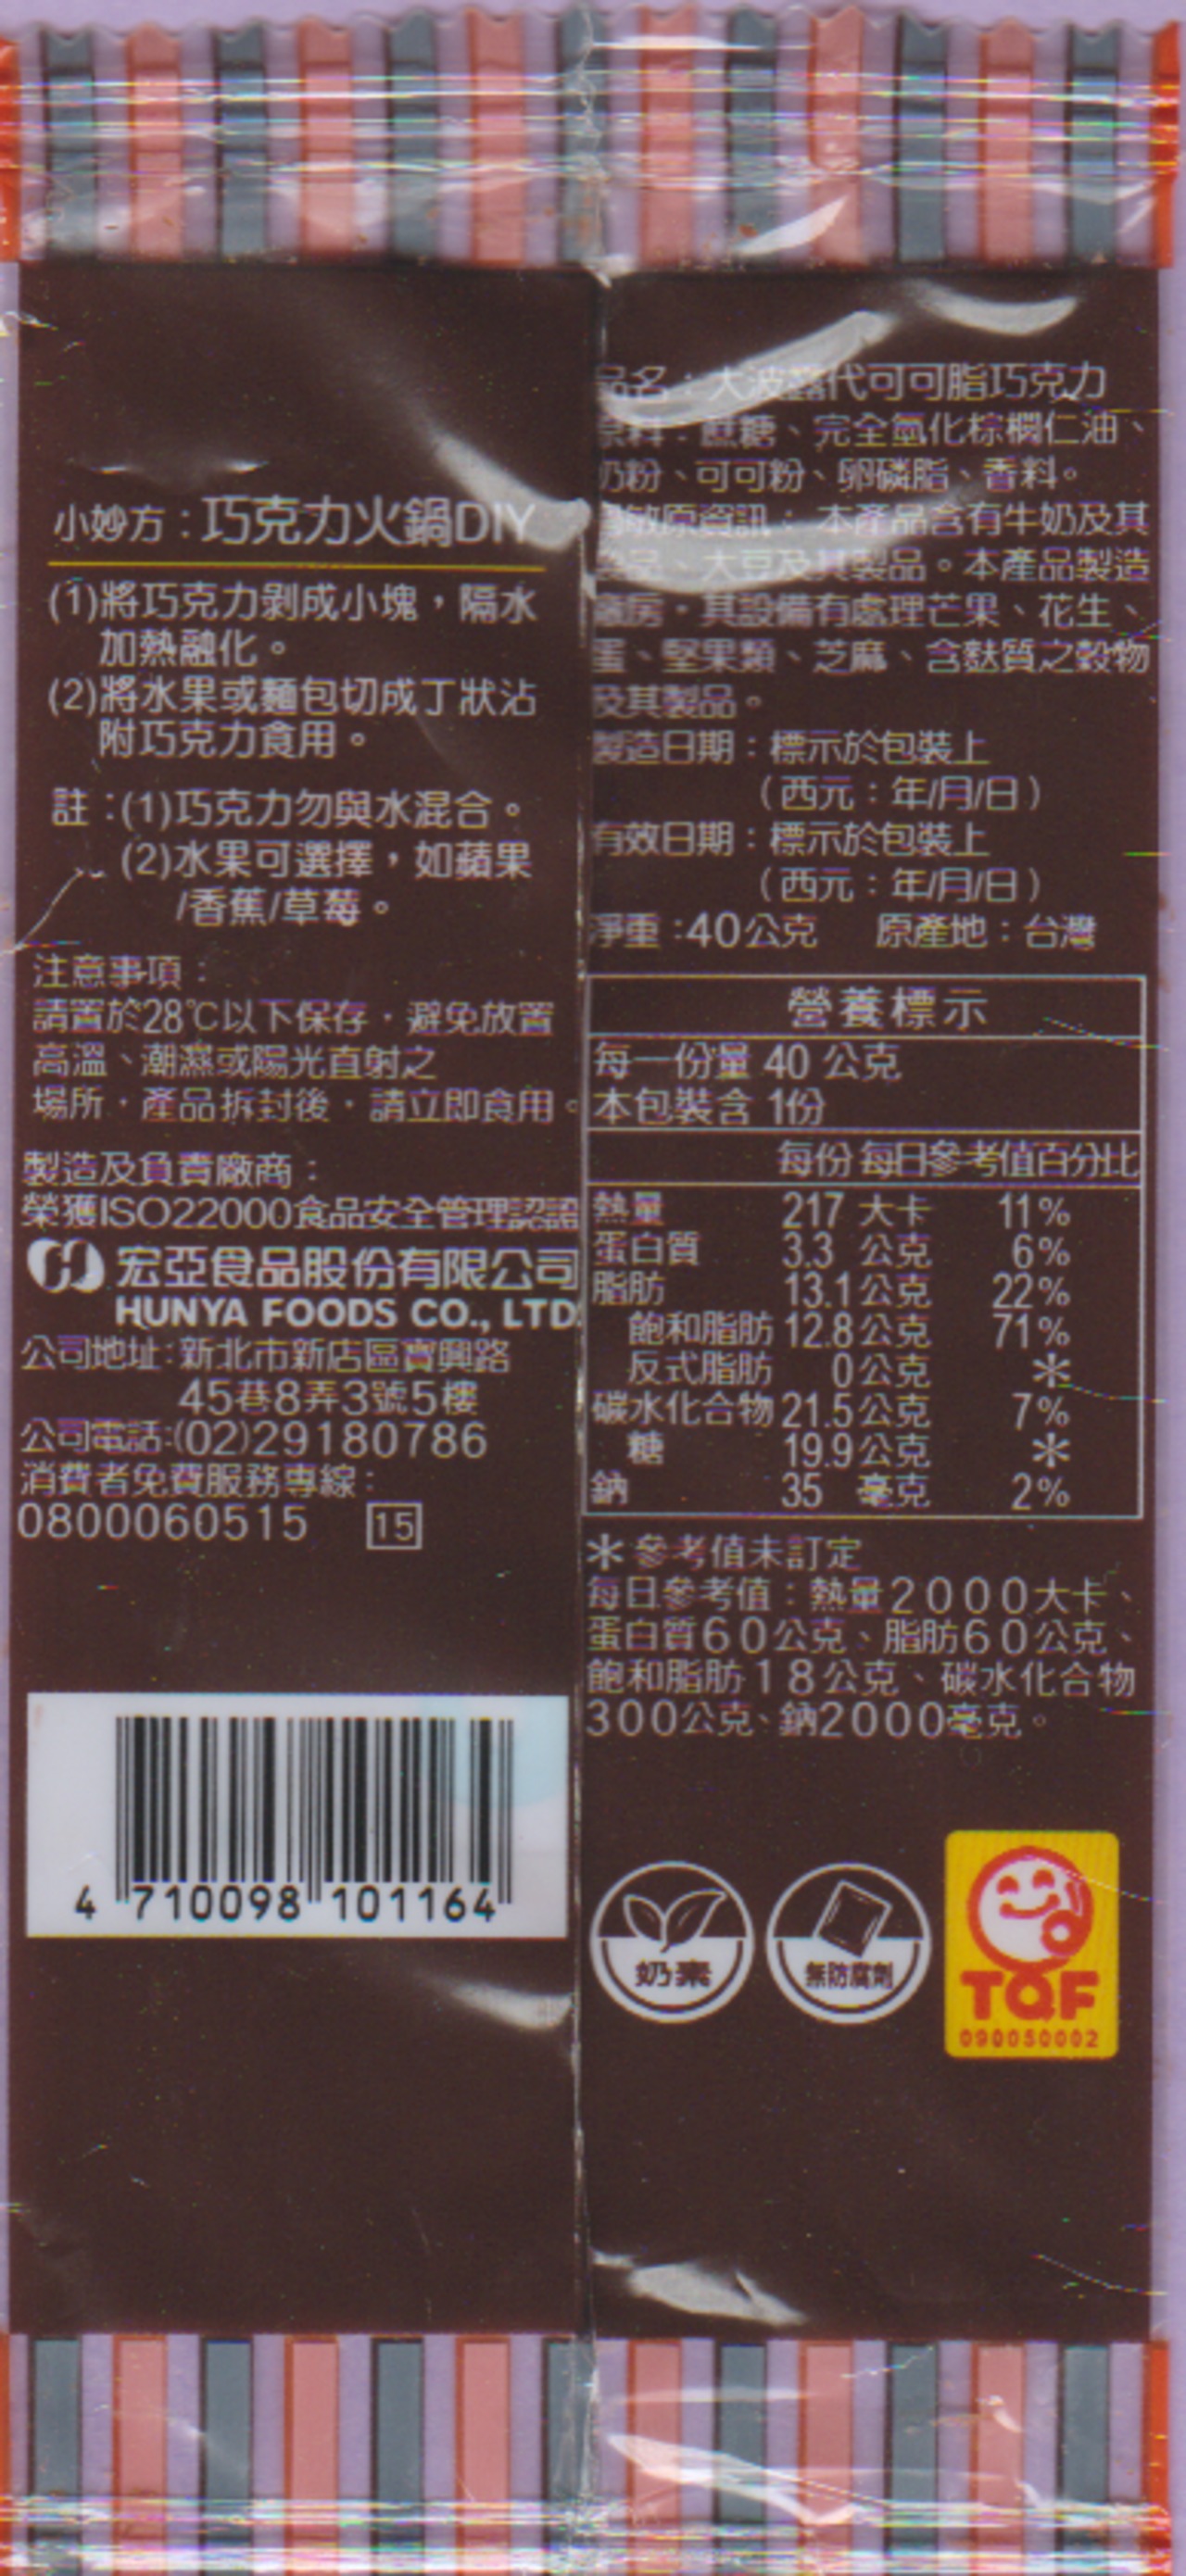 小妙方：巧克力火鍋DIY
(1)將巧克力剝成小塊，隔水
加熱融化。
(2)將水果或麵包切成丁狀沾
附巧克力食用。
註：(1)巧克力勿與水混合。
(2)水果可選擇，如蘋果
/香蕉/草莓。
注意事項：
請置於28℃以下保存，避免放置
高溫、潮濕或陽光直射之
場所，產品拆封後，請立即食用。
製造及負責廠商：
榮獲ISO22000食品安全管理認證
宏亞食品股份有限公司
HUNYA FOODS CO., LTD.
公司地址：新北市新店區寶興路
45巷8弄3號5樓
公司電話:(02)29180786
消費者免費服務專線：
0800060515 15
4 710098 101164
品名：大波露代可可脂巧克力
原料：蔗糖、完全氫化棕櫚仁油、
奶粉、可可粉、卵磷脂、香料。
敏原資訊：本產品含有牛奶及其
製品、大豆及其製品。本產品製造
廠房，其設備有處理芒果、花生、
蛋、堅果類、芝麻、含麩質之穀物
及其製品。
製造日期：標示於包裝上
（西元：年/月/日）
有效日期：標示於包裝上
（西元：年/月/日）
淨重：40公克 原產地：台灣
營養標示
每一份量 40 公克
本包裝含 1份
每份 每日參考值百分比
熱量 217 大卡 11%
蛋白質 3.3 公克 6%
脂肪 13.1公克 22%
飽和脂肪 12.8公克 71%
反式脂肪 0公克 ＊
碳水化合物 21.5公克 7%
糖 19.9公克 ＊
鈉 35 毫克 2%
＊參考值未訂定
每日參考值：熱量2000大卡、
蛋白質60公克、脂肪60公克、
飽和脂肪18公克、碳水化合物
300公克、鈉2000毫克。
奶素
無防腐劑
TQF
090050002